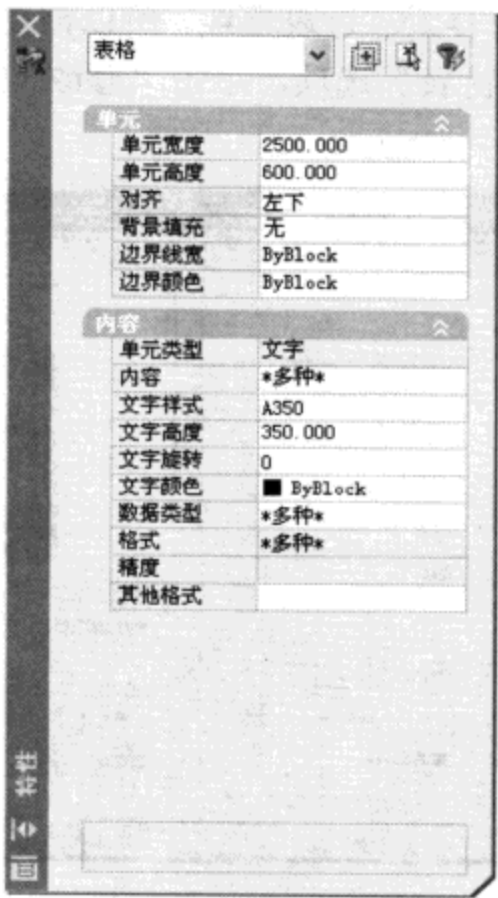 表格
单元
单元宽度 2500.000
单元高度 600.000
对齐 左下
背景填充 无
边界线宽 ByBlock
边界颜色 ByBlock
内容
单元类型 文字
内容 *多种*
文字样式 A350
文字高度 350.000
文字旋转 0
文字颜色 ByBlock
数据类型 *多种*
格式 *多种*
精度
其他格式
特性